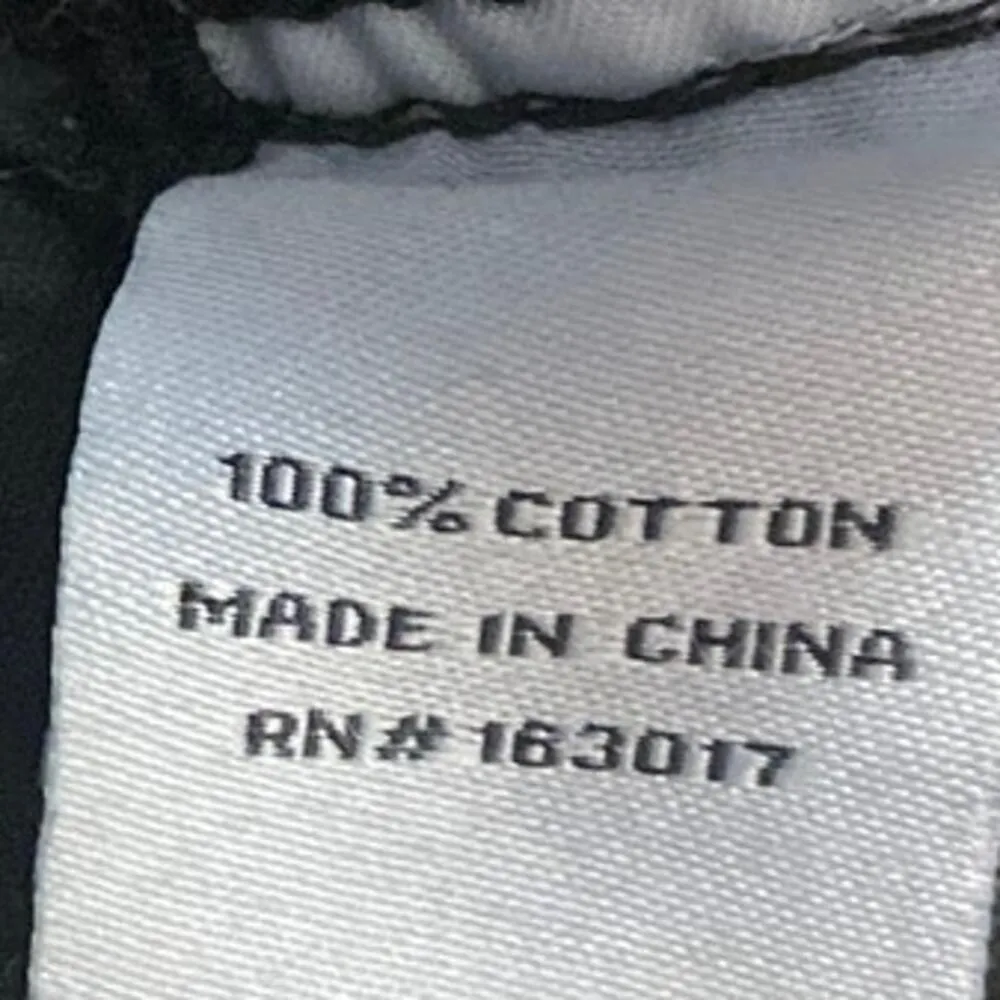 100% COTTON
MADE IN CHINA
RN# 163017